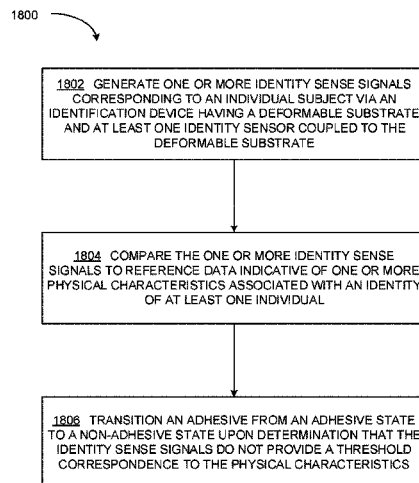 1800
1802 GENERATE ONE OR MORE IDENTITY SENSE SIGNALS
CORRESPONDING TO AN INDIVIDUAL SUBJECT VIA AN
IDENTIFICATION DEVICE HAVING A DEFORMABLE SUBSTRATE
AND AT LEAST ONE IDENTITY SENSOR COUPLED TO THE
DEFORMABLE SUBSTRATE
1804 COMPARE THE ONE OR MORE IDENTITY SENSE
SIGNALS TO REFERENCE DATA INDICATIVE OF ONE OR MORE
PHYSICAL CHARACTERISTICS ASSOCIATED WITH AN IDENTITY
OF AT LEAST ONE INDIVIDUAL
1806 TRANSITION AN ADHESIVE FROM AN ADHESIVE STATE
TO A NON-ADHESIVE STATE UPON DETERMINATION THAT THE
IDENTITY SENSE SIGNALS DO NOT PROVIDE A THRESHOLD
CORRESPONDENCE TO THE PHYSICAL CHARACTERISTICS